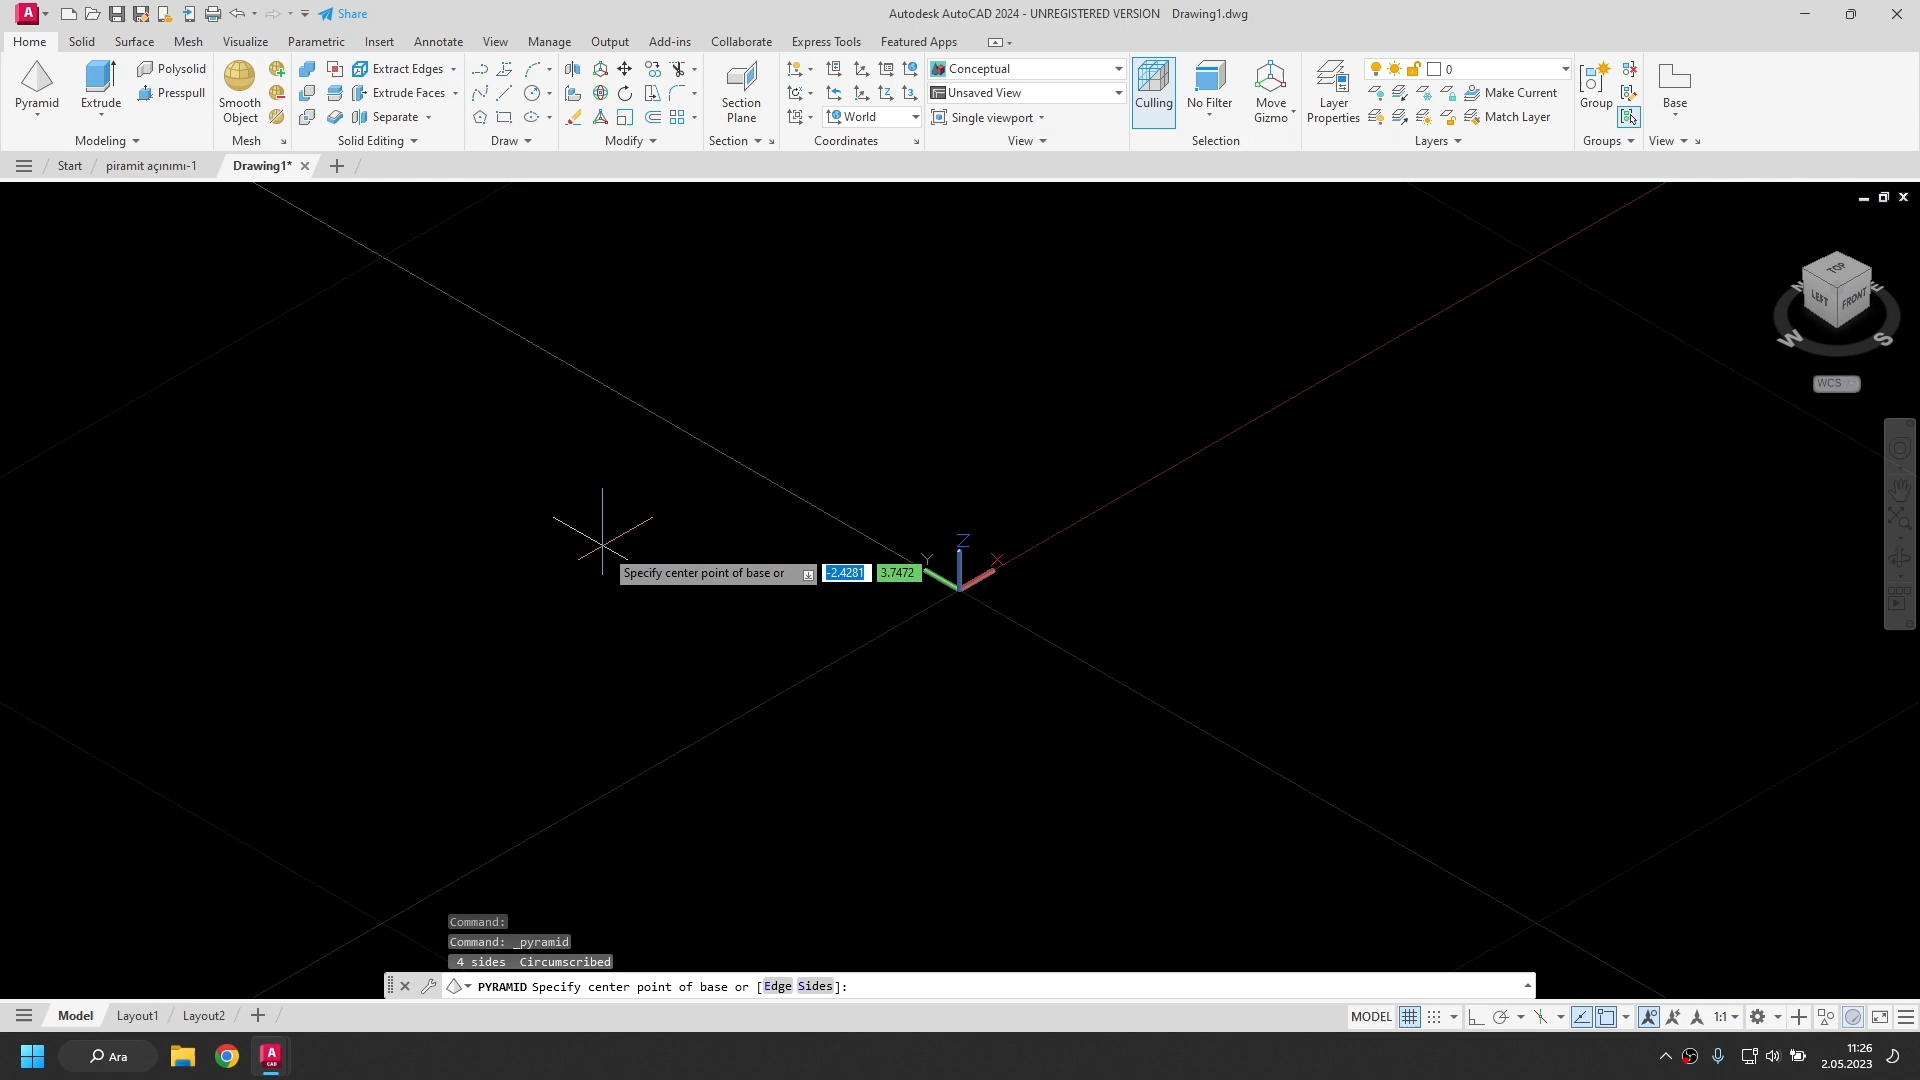 A Share Autodesk AutoCAD 2024 - UNREGISTERED VERSION Drawing1.dwg
Home Solid Surface Mesh Visualize Parametric Insert Annotate View Manage Output Add-ins Collaborate Express Tools Featured Apps
Polysolid Extract Edges Conceptual 0
Presspull Extrude Faces Unsaved View Make Current
Separate World Single viewport Match Layer
Pyramid Extrude Smooth Object Section Plane Culling No Filter Move Gizmo Layer Properties Group Base
Modeling Mesh Solid Editing Draw Modify Section Coordinates View Selection Layers Groups View
Start piramit açınımı-1 Drawing1*
TOP
LEFT FRONT
W S
WCS
Z
Y X
Specify center point of base or -2.4281 3.7472
Command:
Command: _pyramid
4 sides Circumscribed
PYRAMID Specify center point of base or [Edge Sides]:
Model Layout1 Layout2 MODEL 1:1
Ara A CAD 11:26
2.05.2023